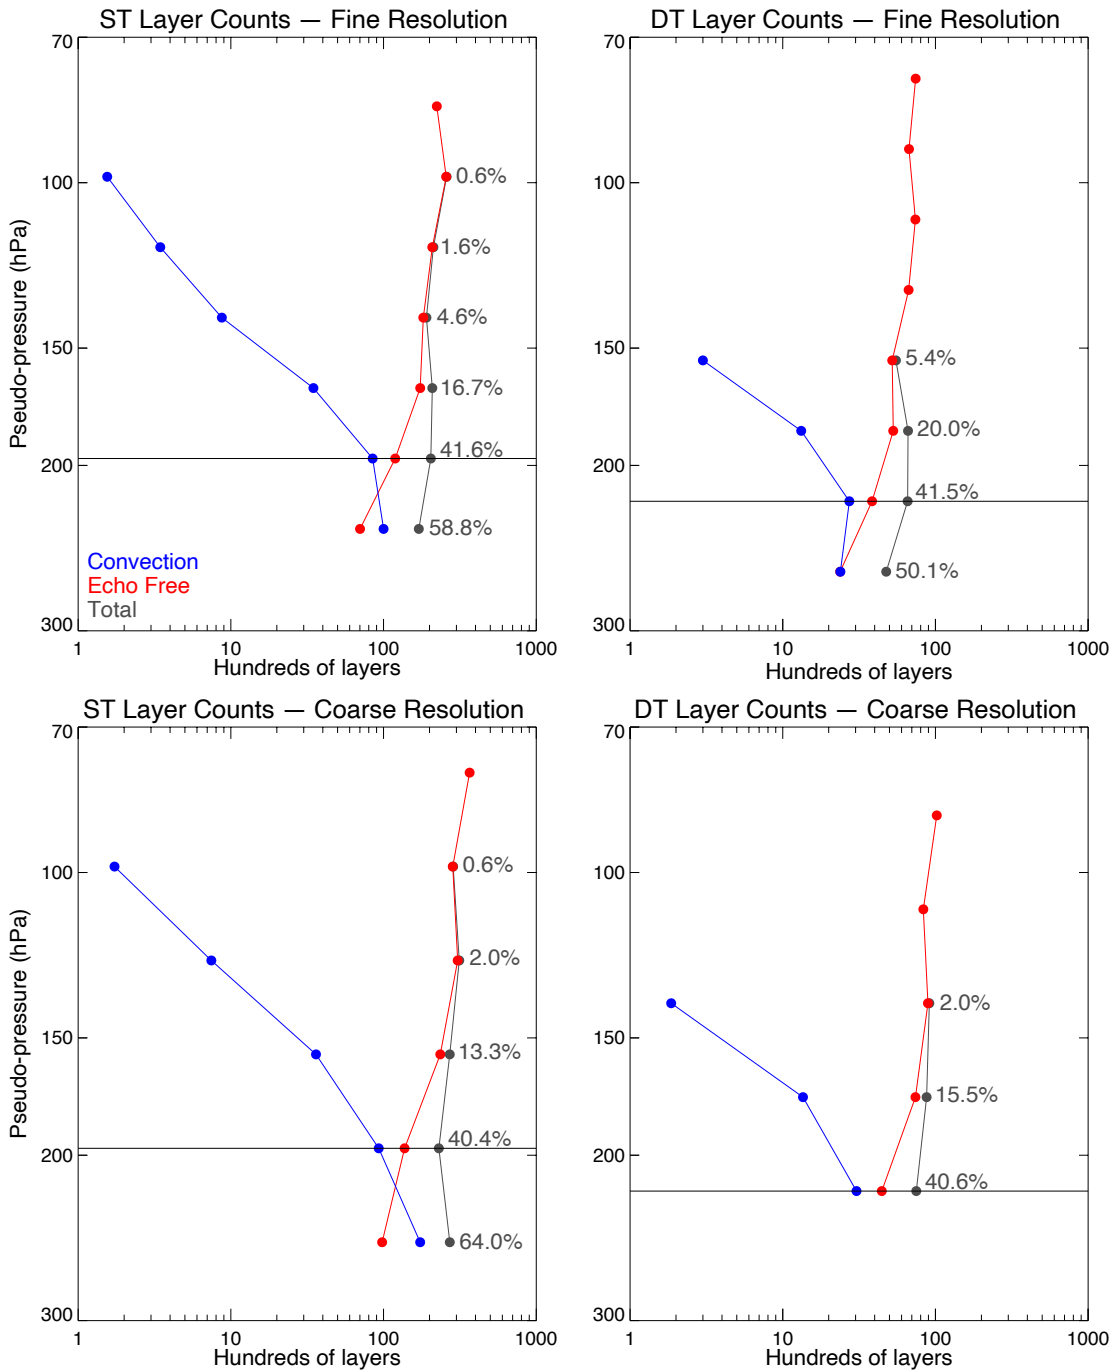 ST Layer Counts — Fine Resolution
70
100
150
200
300
Pseudo-pressure (hPa)
0.6%
1.6%
4.6%
16.7%
41.6%
58.8%
Convection
Echo Free
Total
1 10 100 1000
Hundreds of layers
DT Layer Counts — Fine Resolution
70
100
150
200
300
5.4%
20.0%
41.5%
50.1%
1 10 100 1000
Hundreds of layers
ST Layer Counts — Coarse Resolution
70
100
150
200
300
Pseudo-pressure (hPa)
0.6%
2.0%
13.3%
40.4%
64.0%
1 10 100 1000
Hundreds of layers
DT Layer Counts — Coarse Resolution
70
100
150
200
300
2.0%
15.5%
40.6%
1 10 100 1000
Hundreds of layers